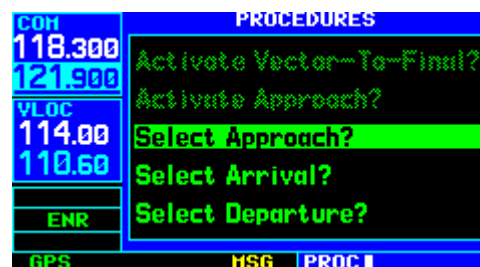 COM
118.300
121.900
VLOC
114.00
110.60
ENR
PROCEDURES
Activate Vector-To-Final?
Activate Approach?
Select Approach?
Select Arrival?
Select Departure?
GPS MSG PROC